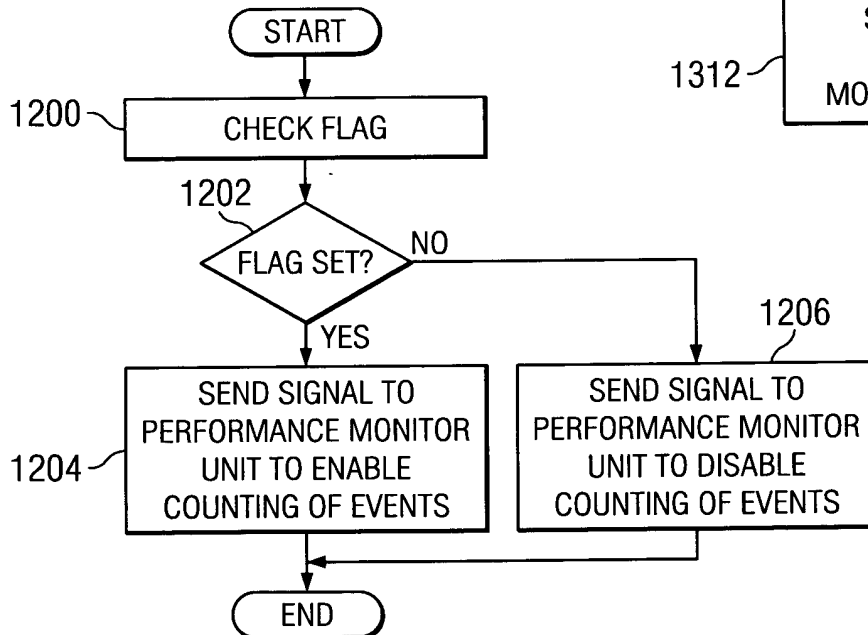 START
1200
CHECK FLAG
1312
S
MO
1202
FLAG SET?
NO
YES
1206
1204
SEND SIGNAL TO
PERFORMANCE MONITOR
UNIT TO ENABLE
COUNTING OF EVENTS
SEND SIGNAL TO
PERFORMANCE MONITOR
UNIT TO DISABLE
COUNTING OF EVENTS
END